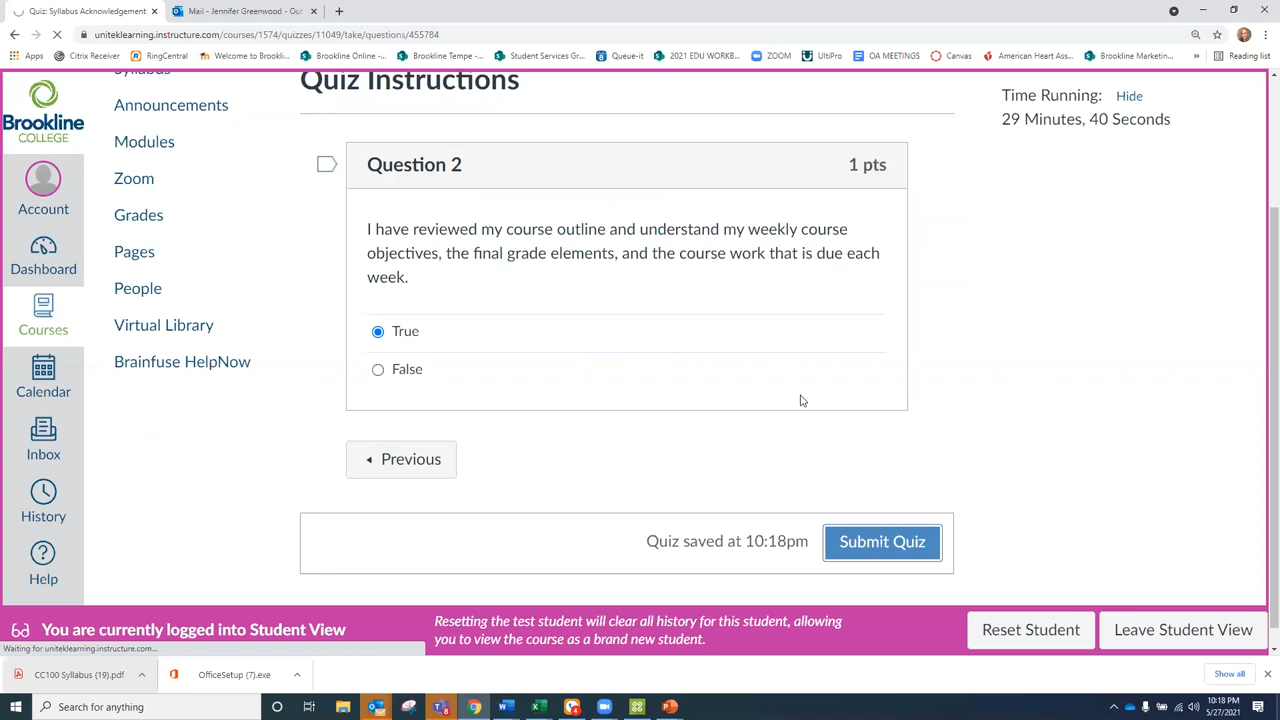 Quiz: Syllabus Acknowledgement
Mail - Jennifer Greenwood - Out
uniteklearning.instructure.com/courses/1574/quizzes/11049/take/questions/455784
Apps
Citrix Receiver
RingCentral
Welcome to Brookli...
Brookline Online -...
Brookline Tempe -...
Student Services Gr...
Queue-it
2021 EDU WORKB...
ZOOM
UltiPro
OA MEETINGS
Canvas
American Heart Ass...
Brookline Marketin...
»
Reading list
Brookline
COLLEGE
Account
Dashboard
Courses
Calendar
Inbox
History
Help
Syllabus
Announcements
Modules
Zoom
Grades
Pages
People
Virtual Library
Brainfuse HelpNow
Quiz Instructions
Time Running: Hide
29 Minutes, 40 Seconds
Question 2
1 pts
I have reviewed my course outline and understand my weekly course
objectives, the final grade elements, and the course work that is due each
week.
True
False
Previous
Quiz saved at 10:18pm
Submit Quiz
You are currently logged into Student View
Resetting the test student will clear all history for this student, allowing
you to view the course as a brand new student.
Reset Student
Leave Student View
Waiting for uniteklearning.instructure.com...
CC100 Syllabus (19).pdf
OfficeSetup (7).exe
Show all
Search for anything
10:18 PM
5/27/2021